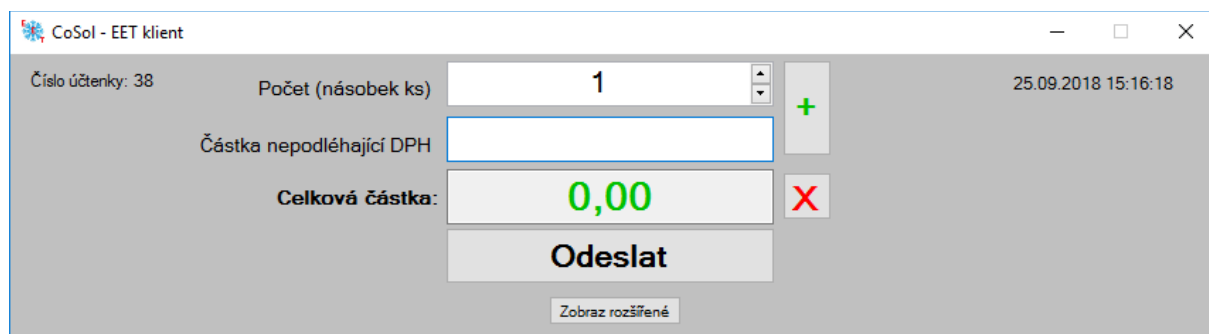 CoSol - EET klient
Číslo účtenky: 38
Počet (násobek ks)
1
+
25.09.2018 15:16:18
Částka nepodléhající DPH
Celková částka:
0,00
X
Odeslat
Zobraz rozšířené